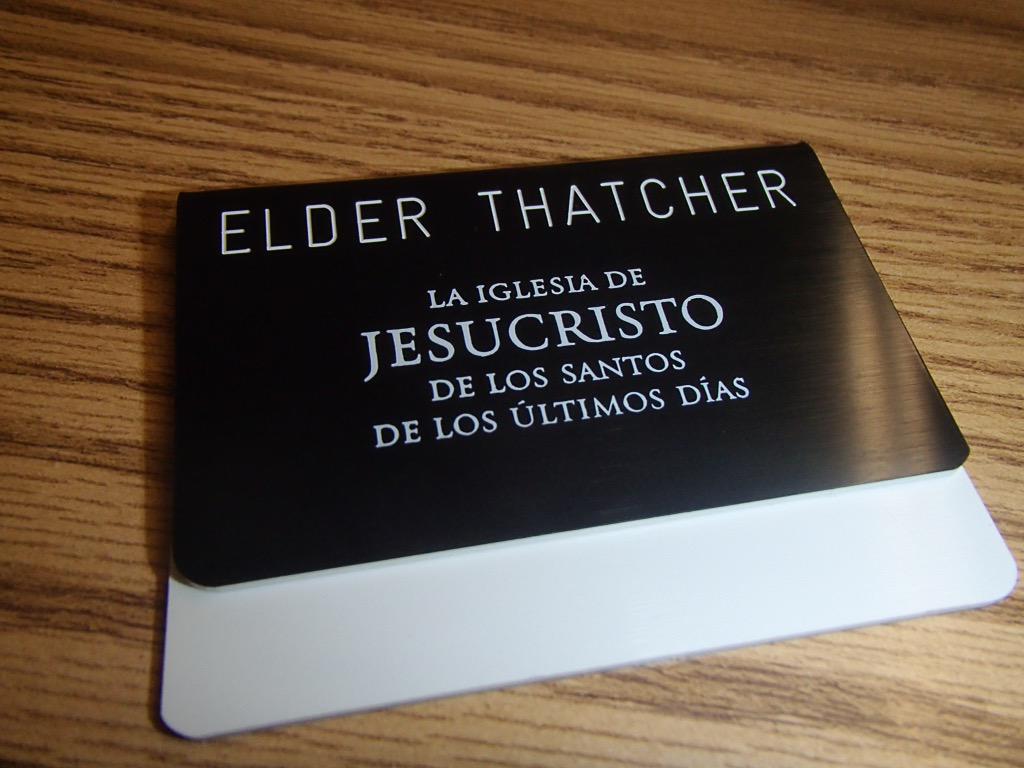 ELDER THATCHER
LA IGLESIA DE
JESUCRISTO
DE LOS SANTOS
DE LOS ÚLTIMOS DÍAS